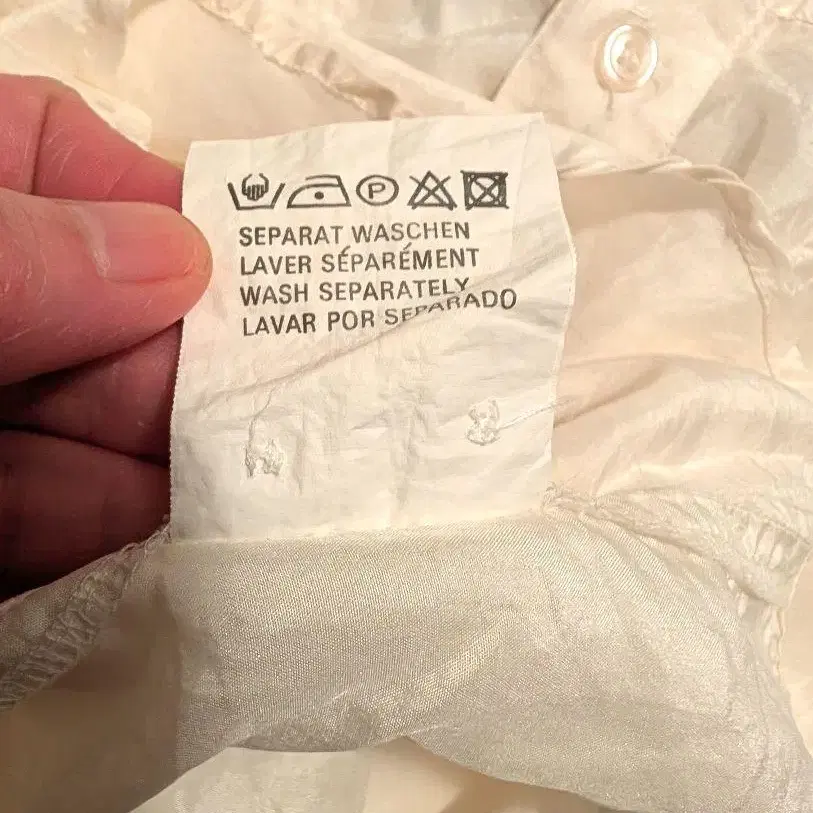 P
SEPARAT WASCHEN
LAVER SÉPARÉMENT
WASH SEPARATELY
LAVAR POR SEPARADO